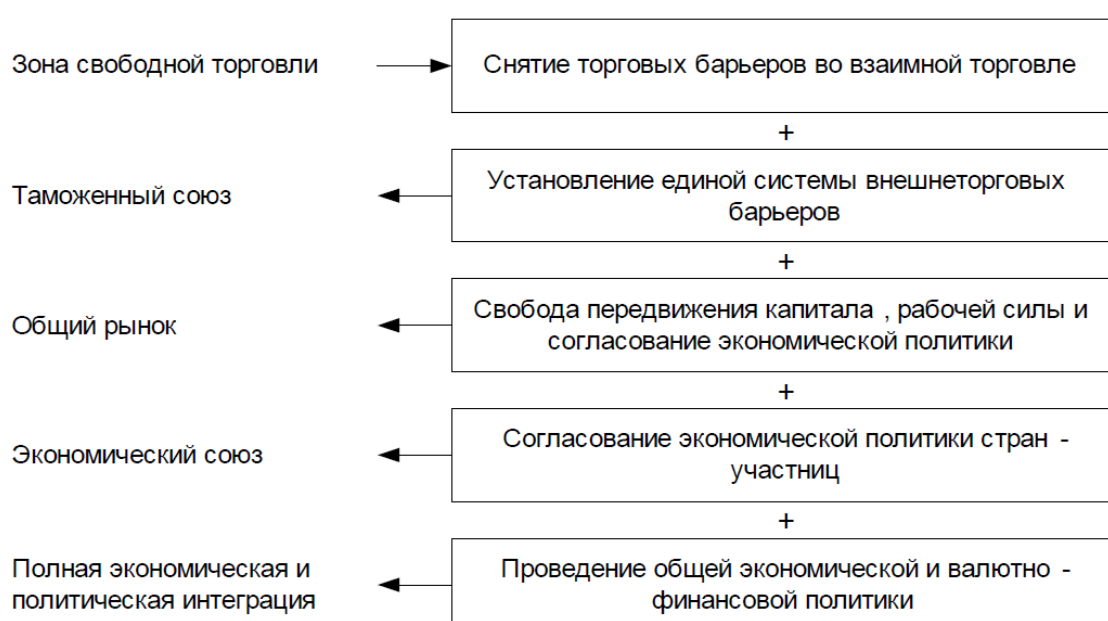 Зона свободной торговли
Снятие торговых барьеров во взаимной торговле
+
Таможенный союз
Установление единой системы внешнеторговых
барьеров
+
Общий рынок
Свобода передвижения капитала , рабочей силы и
согласование экономической политики
+
Экономический союз
Согласование экономической политики стран -
участниц
+
Полная экономическая и
политическая интеграция
Проведение общей экономической и валютно -
финансовой политики